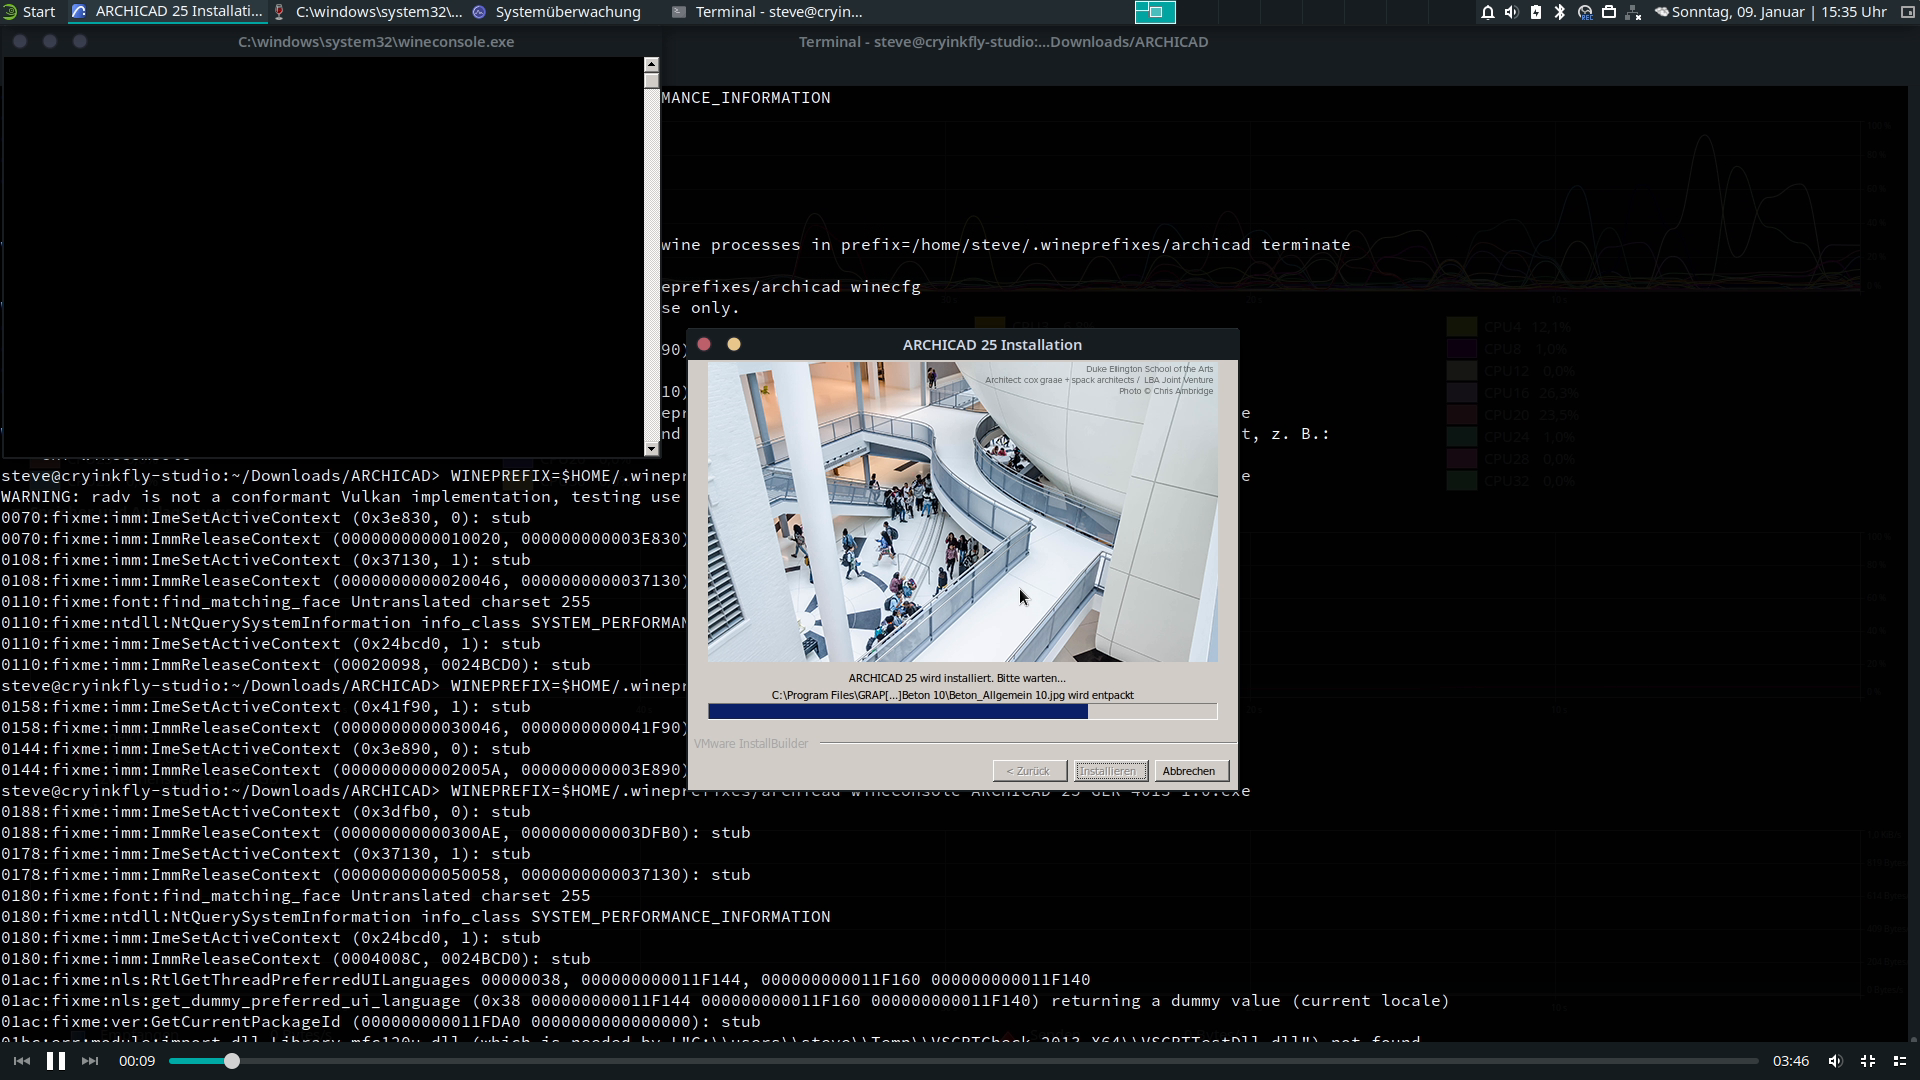 Start
ARCHICAD 25 Installati...
C:\windows\system32\...
Systemüberwachung
Terminal - steve@cryin...
REC
Sonntag, 09. Januar | 15:35 Uhr
C:\windows\system32\wineconsole.exe
Terminal - steve@cryinkfly-studio:...Downloads/ARCHICAD
MANCE_INFORMATION
wine processes in prefix=/home/steve/.wineprefixes/archicad terminate
eprefixes/archicad winecfg
se only.
CPU4 12,1%
90)
CPU8 1,0%
CPU12 0,0%
10)
CPU16 26,3%
epr
e
CPU20 23,5%
nd
t, z. B.:
CPU24 1,0%
CPU28 0,0%
CPU32 0,0%
ARCHICAD 25 Installation
Duke Ellington School of the Arts
Architect: cox graae + spack architects / LBA Joint Venture
Photo © Chris Ambridge
ARCHICAD 25 wird installiert. Bitte warten...
C:\Program Files\GRAP[...]Beton 10\Beton_Allgemein 10.jpg wird entpackt
VMware InstallBuilder
< Zurück
Installieren
Abbrechen
steve@cryinkfly-studio:~/Downloads/ARCHICAD> WINEPREFIX=$HOME/.winepr
e
WARNING: radv is not a conformant Vulkan implementation, testing use
0070:fixme:imm:ImeSetActiveContext (0x3e830, 0): stub
0070:fixme:imm:ImmReleaseContext (0000000000010020, 000000000003E830)
0108:fixme:imm:ImeSetActiveContext (0x37130, 1): stub
0108:fixme:imm:ImmReleaseContext (0000000000020046, 0000000000037130)
0110:fixme:font:find_matching_face Untranslated charset 255
0110:fixme:ntdll:NtQuerySystemInformation info_class SYSTEM_PERFORMAN
0110:fixme:imm:ImeSetActiveContext (0x24bcd0, 1): stub
0110:fixme:imm:ImmReleaseContext (00020098, 0024BCD0): stub
steve@cryinkfly-studio:~/Downloads/ARCHICAD> WINEPREFIX=$HOME/.winepr
0158:fixme:imm:ImeSetActiveContext (0x41f90, 1): stub
0158:fixme:imm:ImmReleaseContext (0000000000030046, 0000000000041F90)
0144:fixme:imm:ImeSetActiveContext (0x3e890, 0): stub
0144:fixme:imm:ImmReleaseContext (000000000002005A, 000000000003E890)
steve@cryinkfly-studio:~/Downloads/ARCHICAD> WINEPREFIX=$HOME/.wineprefixes/archicad wineconsole ARCHICAD-25-GER-4013-1.0.exe
0188:fixme:imm:ImeSetActiveContext (0x3dfb0, 0): stub
0188:fixme:imm:ImmReleaseContext (00000000000300AE, 000000000003DFB0): stub
0178:fixme:imm:ImeSetActiveContext (0x37130, 1): stub
0178:fixme:imm:ImmReleaseContext (0000000000050058, 0000000000037130): stub
0180:fixme:font:find_matching_face Untranslated charset 255
0180:fixme:ntdll:NtQuerySystemInformation info_class SYSTEM_PERFORMANCE_INFORMATION
0180:fixme:imm:ImeSetActiveContext (0x24bcd0, 1): stub
0180:fixme:imm:ImmReleaseContext (0004008C, 0024BCD0): stub
01ac:fixme:nls:RtlGetThreadPreferredUILanguages 00000038, 000000000011F144, 000000000011F160 000000000011F140
01ac:fixme:nls:get_dummy_preferred_ui_language (0x38 000000000011F144 000000000011F160 000000000011F140) returning a dummy value (current locale)
01ac:fixme:ver:GetCurrentPackageId (000000000011FDA0 0000000000000000): stub
00:09
03:46